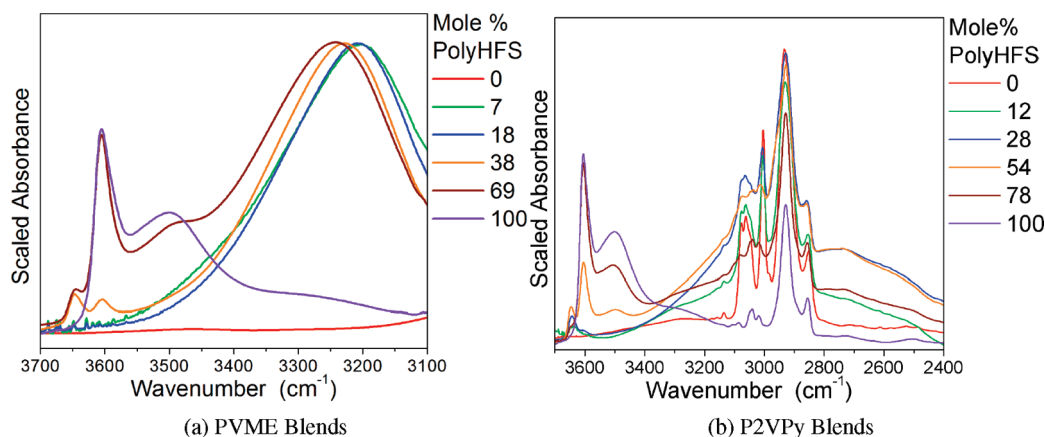 Mole %
PolyHFS
0
7
18
38
69
100
Scaled Absorbance
3700 3600 3500 3400 3300 3200 3100
Wavenumber (cm-1)
(a) PVME Blends
Mole%
PolyHFS
0
12
28
54
78
100
Scaled Absorbance
3600 3400 3200 3000 2800 2600 2400
Wavenumber (cm-1)
(b) P2VPy Blends